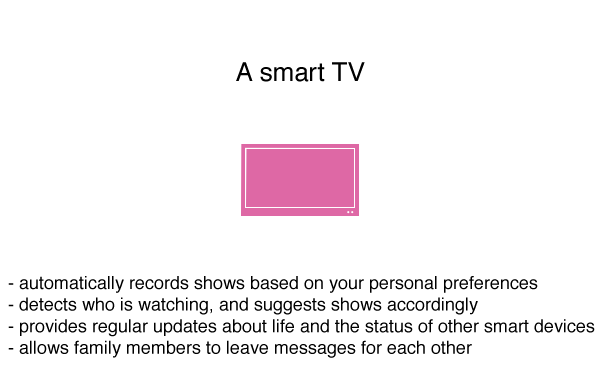 A smart TV
- automatically records shows based on your personal preferences
- detects who is watching, and suggests shows accordingly
- provides regular updates about life and the status of other smart devices
- allows family members to leave messages for each other